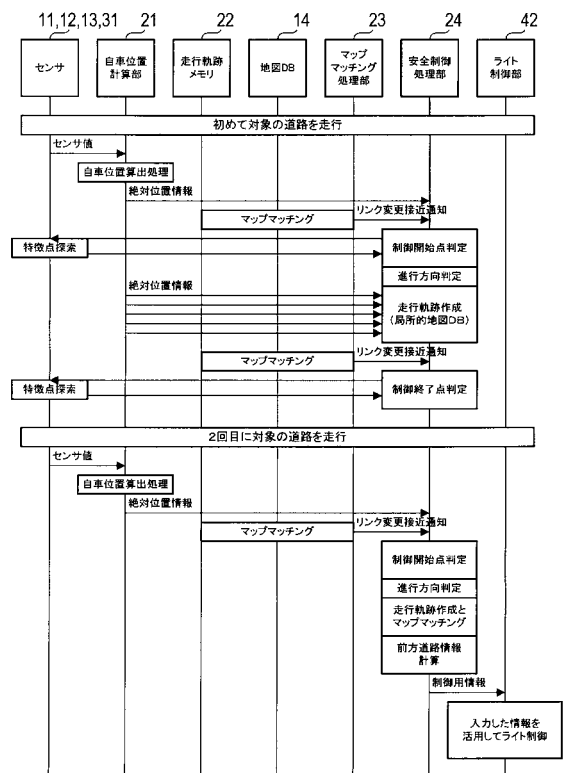 11,12,13,31 21 22 14 23 24 42
センサ
自車位置
計算部
走行軌跡
メモリ
地図DB
マップ
マッチング
処理部
安全制御
処理部
ライト
制御部
初めて対象の道路を走行
センサ値
自車位置算出処理
絶対位置情報
マップマッチング
リンク変更接近通知
特徴点探索
制御開始点判定
進行方向判定
絶対位置情報
走行軌跡作成
(局所的地図DB)
マップマッチング
リンク変更接近通知
特徴点探索
制御終了点判定
2回目に対象の道路を走行
センサ値
自車位置算出処理
絶対位置情報
マップマッチング
リンク変更接近通知
制御開始点判定
進行方向判定
走行軌跡作成と
マップマッチング
前方道路情報
計算
制御用情報
入力した情報を
活用してライト制御